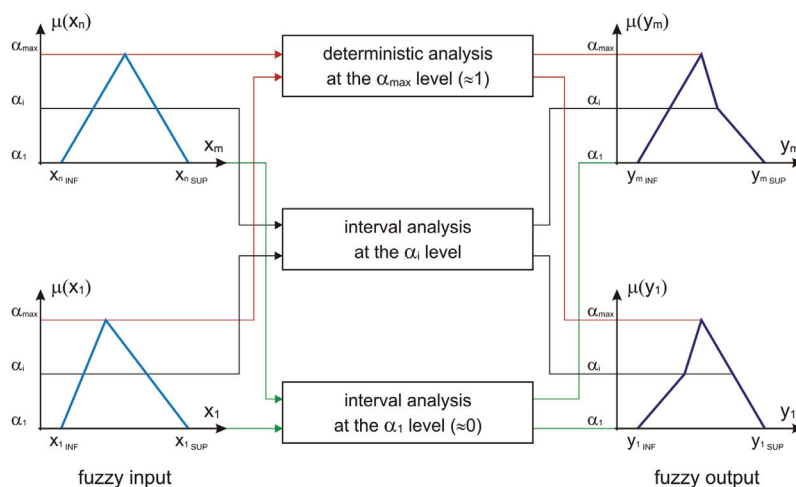 μ(xn)
αmax
αi
α1
xn INF
xn SUP
xm
μ(x1)
αmax
αi
α1
x1 INF
x1 SUP
x1
fuzzy input
deterministic analysis
at the αmax level (≈1)
interval analysis
at the αi level
interval analysis
at the α1 level (≈0)
μ(ym)
αmax
αi
α1
ym INF
ym SUP
ym
μ(y1)
αmax
αi
α1
y1 INF
y1 SUP
y1
fuzzy output